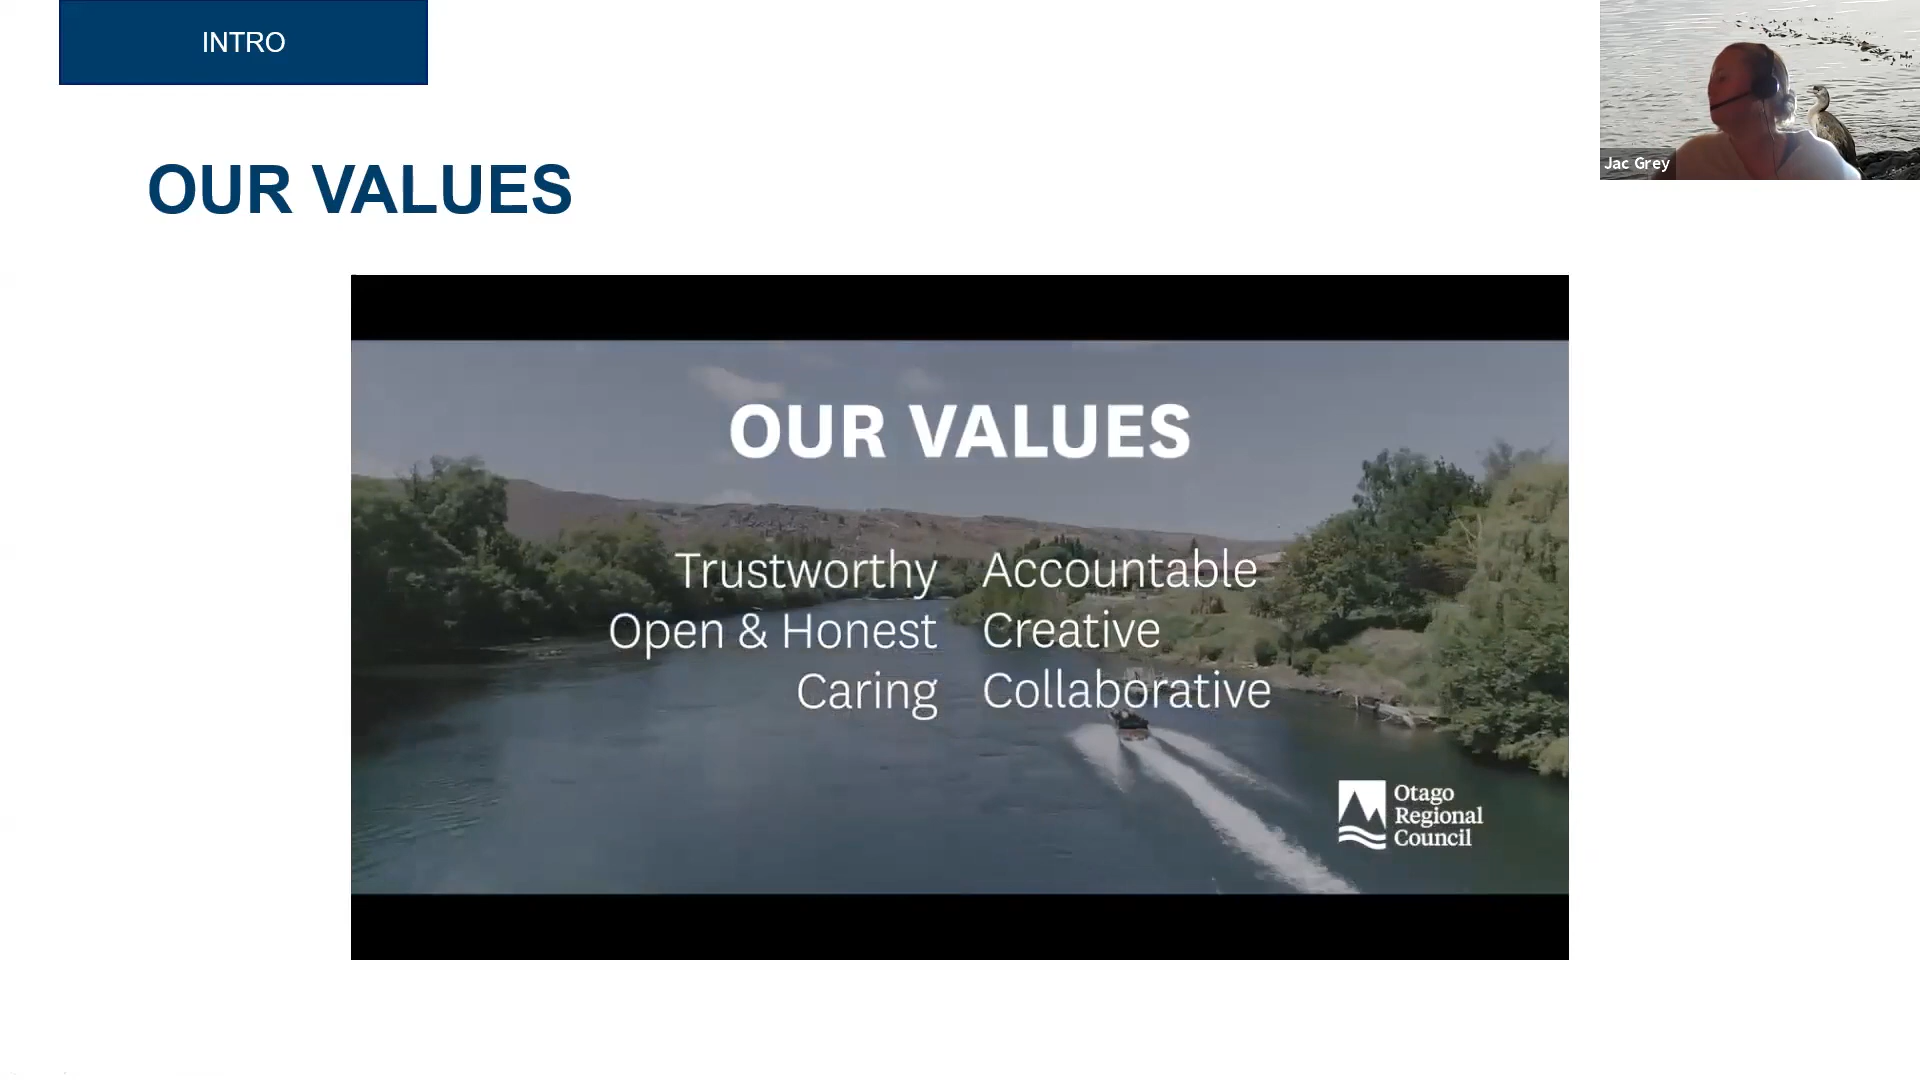 INTRO
Jac Grey
OUR VALUES
OUR VALUES
Trustworthy Accountable
Open & Honest Creative
Caring Collaborative
Otago
Regional
Council